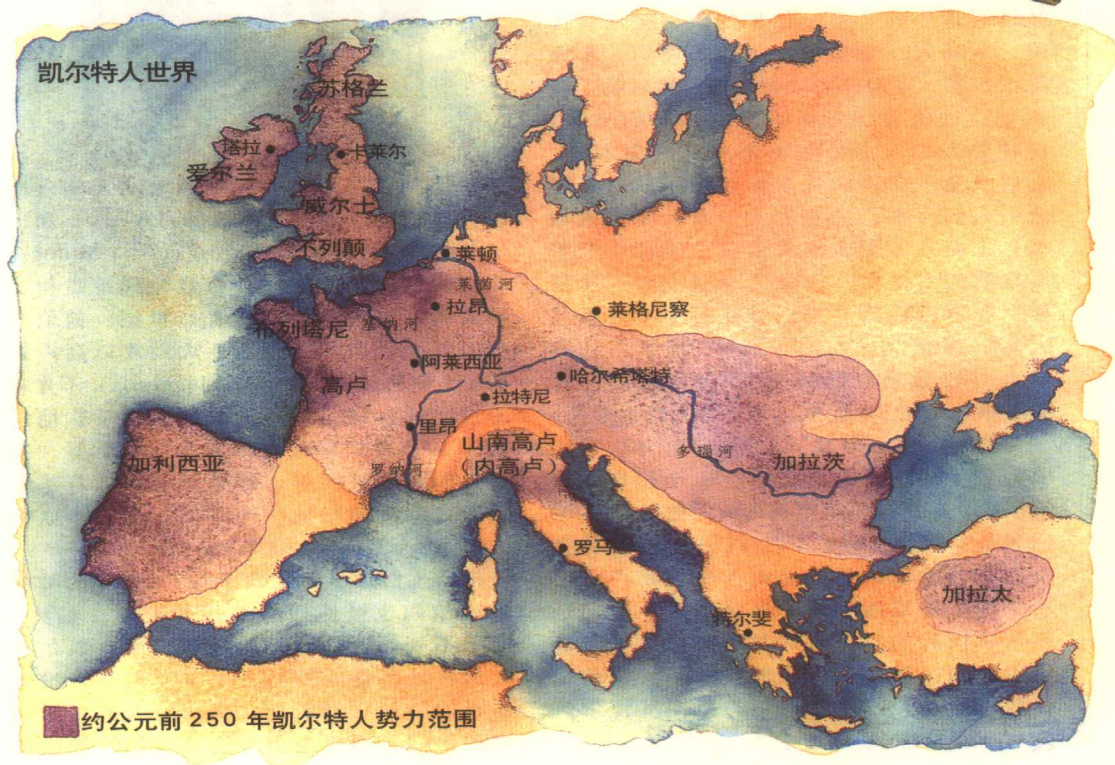 凯尔特人世界
苏格兰
塔拉
卡莱尔
爱尔兰
威尔士
不列颠
莱顿
莱茵河
拉昂
莱格尼察
塞纳河
布列塔尼
阿莱西亚
哈尔希塔特
高卢
拉特尼
里昂
山南高卢
（内高卢）
多瑙河
加拉茨
加利西亚
罗纳河
罗马
加拉太
特尔斐
约公元前250年凯尔特人势力范围